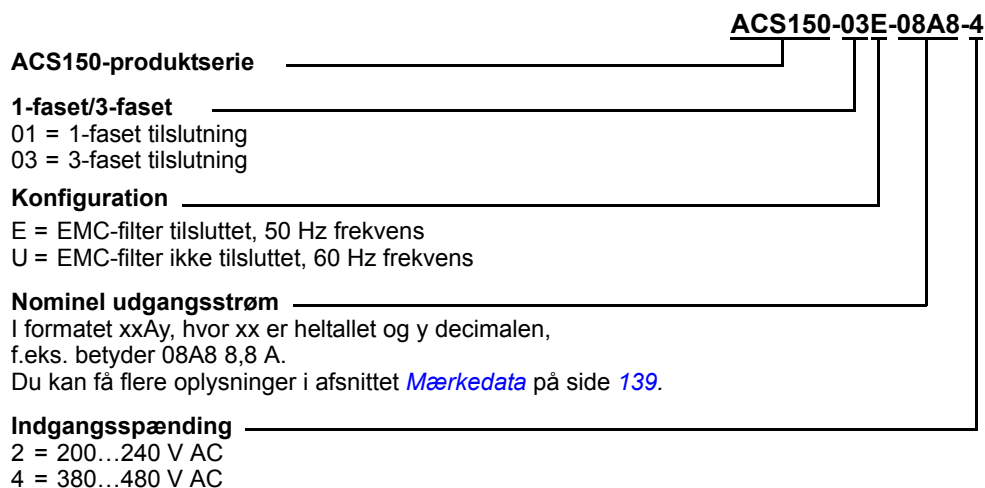 ACS150-03E-08A8-4
ACS150-produktserie
1-faset/3-faset
01 = 1-faset tilslutning
03 = 3-faset tilslutning
Konfiguration
E = EMC-filter tilsluttet, 50 Hz frekvens
U = EMC-filter ikke tilsluttet, 60 Hz frekvens
Nominel udgangsstrøm
I formatet xxAy, hvor xx er heltallet og y decimalen,
f.eks. betyder 08A8 8,8 A.
Du kan få flere oplysninger i afsnittet Mærkedata på side 139.
Indgangsspænding
2 = 200…240 V AC
4 = 380…480 V AC